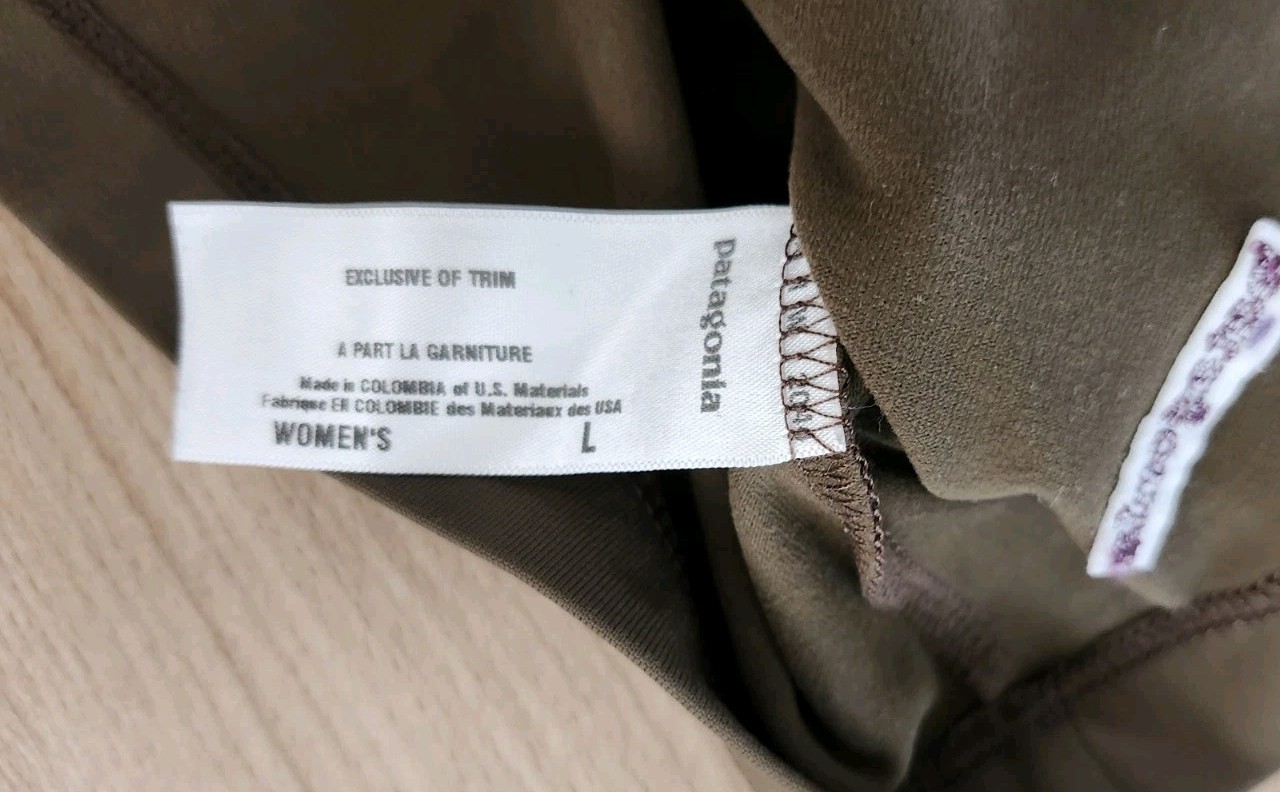 EXCLUSIVE OF TRIM
A PART LA GARNITURE
Made in COLOMBIA of U.S. Materials
Fabrique EN COLOMBIE des Materiaux des USA
WOMEN'S L
patagonia